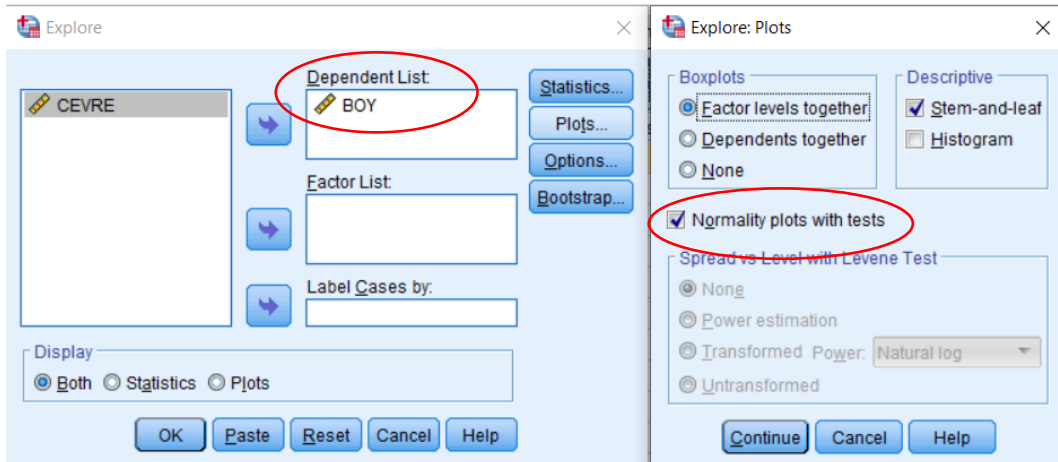 Explore
Dependent List:
CEVRE
BOY
Statistics...
Plots...
Options...
Bootstrap...
Factor List:
Label Cases by:
Display
Both Statistics Plots
OK Paste Reset Cancel Help
Explore: Plots
Boxplots
Factor levels together
Dependents together
None
Descriptive
Stem-and-leaf
Histogram
Normality plots with tests
Spread vs Level with Levene Test
None
Power estimation
Transformed Power: Natural log
Untransformed
Continue Cancel Help